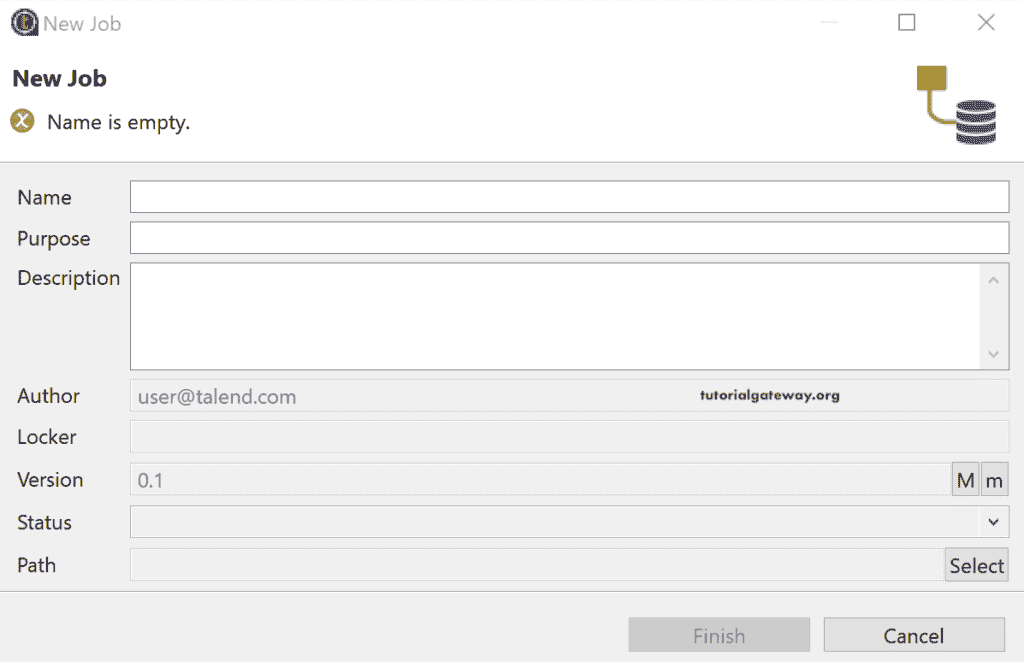 New Job
New Job
Name is empty.
Name
Purpose
Description
Author user@talend.com tutorialgateway.org
Locker
Version 0.1 M m
Status
Path Select
Finish Cancel